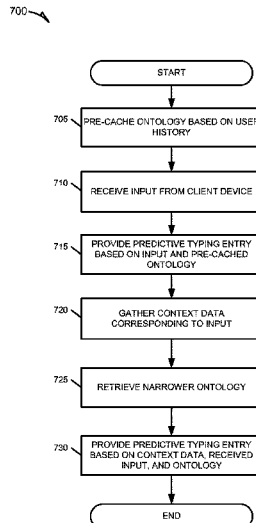 700
START
705
PRE-CACHE ONTOLOGY BASED ON USER
HISTORY
710
RECEIVE INPUT FROM CLIENT DEVICE
715
PROVIDE PREDICTIVE TYPING ENTRY
BASED ON INPUT AND PRE-CACHED
ONTOLOGY
720
GATHER CONTEXT DATA
CORRESPONDING TO INPUT
725
RETRIEVE NARROWER ONTOLOGY
730
PROVIDE PREDICTIVE TYPING ENTRY
BASED ON CONTEXT DATA, RECEIVED
INPUT, AND ONTOLOGY
END